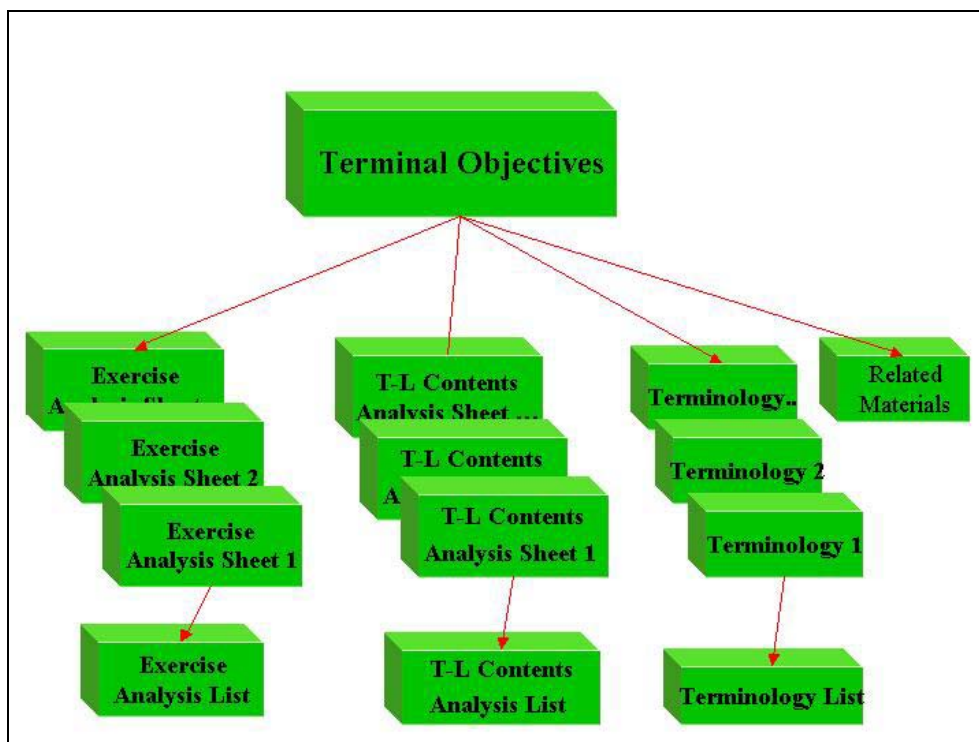 Terminal Objectives
Exercise
T-L Contents
Analysis Sheet ...
Terminology..
Related
Materials
Exercise
Analysis Sheet 2
T-L Contents
Terminology 2
Exercise
Analysis Sheet 1
T-L Contents
Analysis Sheet 1
Terminology 1
Exercise
Analysis List
T-L Contents
Analysis List
Terminology List